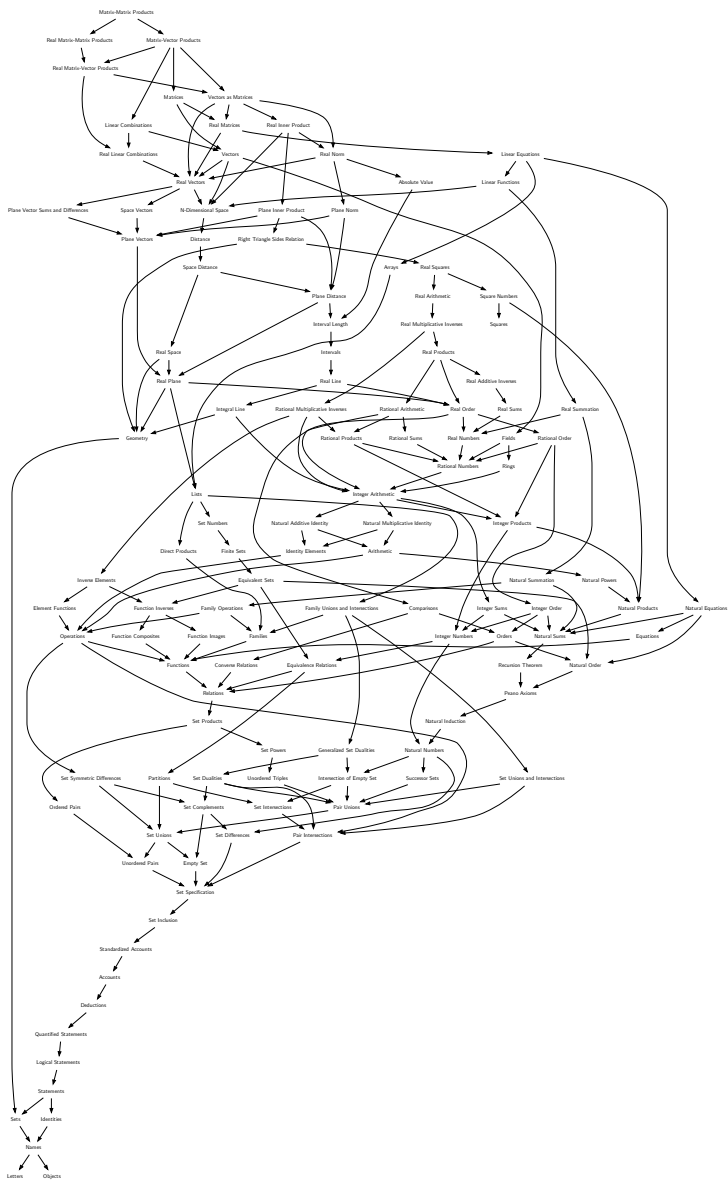 Matrix-Matrix Products
Real Matrix-Matrix Products Matrix-Vector Products
Real Matrix-Vector Products
Matrices Vectors as Matrices
Linear Combinations Real Matrices Real Inner Product
Real Linear Combinations Vectors Real Norm Linear Equations
Real Vectors Absolute Value Linear Functions
Plane Vector Sums and Differences Space Vectors N-Dimensional Space Plane Inner Product Plane Norm
Plane Vectors Distance Right Triangle Sides Relation
Space Distance Arrays Real Squares
Plane Distance Real Arithmetic Square Numbers
Interval Length Real Multiplicative Inverses Squares
Real Space Intervals Real Products
Real Plane Real Line Real Additive Inverses
Integral Line Rational Multiplicative Inverses Rational Arithmetic Real Order Real Sums Real Summation
Geometry Rational Products Rational Sums Real Numbers Fields Rational Order
Rational Numbers Rings
Lists Integer Arithmetic
Set Numbers Natural Additive Identity Natural Multiplicative Identity Integer Products
Direct Products Finite Sets Identity Elements Arithmetic
Inverse Elements Equivalent Sets Natural Summation Natural Powers
Element Functions Function Inverses Family Operations Family Unions and Intersections Comparisons Integer Sums Integer Order Natural Products Natural Equations
Operations Function Composites Function Images Families Integer Numbers Orders Natural Sums Equations
Functions Converse Relations Equivalence Relations Recursion Theorem Natural Order
Relations Peano Axioms
Set Products Natural Induction
Set Powers Generalized Set Dualities Natural Numbers
Set Symmetric Differences Partitions Set Dualities Unordered Triples Intersection of Empty Set Successor Sets Set Unions and Intersections
Ordered Pairs Set Complements Set Intersections Pair Unions
Set Unions Set Differences Pair Intersections
Unordered Pairs Empty Set
Set Specification
Set Inclusion
Standardized Accounts
Accounts
Deductions
Quantified Statements
Logical Statements
Statements
Sets Identities
Names
Letters Objects